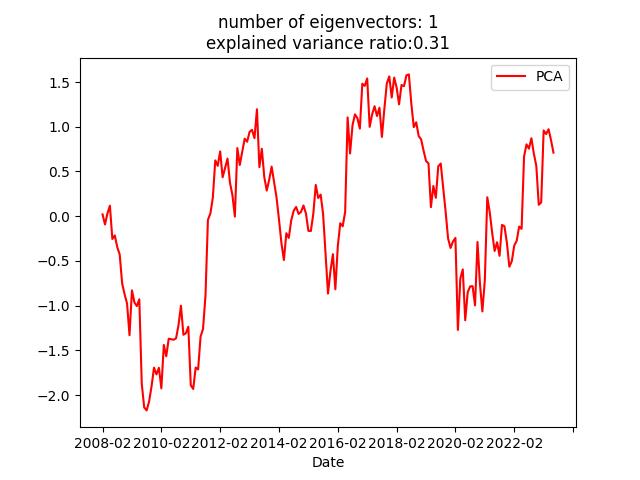 number of eigenvectors: 1
explained variance ratio:0.31
PCA
1.5
1.0
0.5
0.0
−0.5
−1.0
−1.5
−2.0
2008-02 2010-02 2012-02 2014-02 2016-02 2018-02 2020-02 2022-02
Date